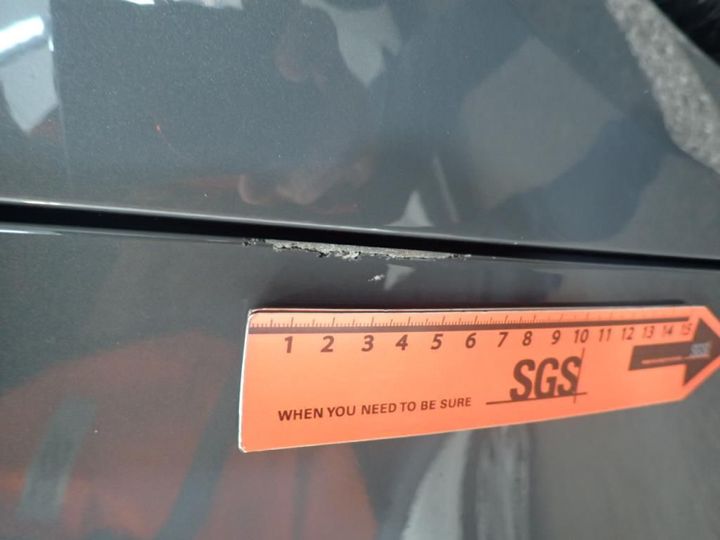 1 2 3 4 5 6 7 8 9 10 11 12 13 14 15
SGS
WHEN YOU NEED TO BE SURE
SGS